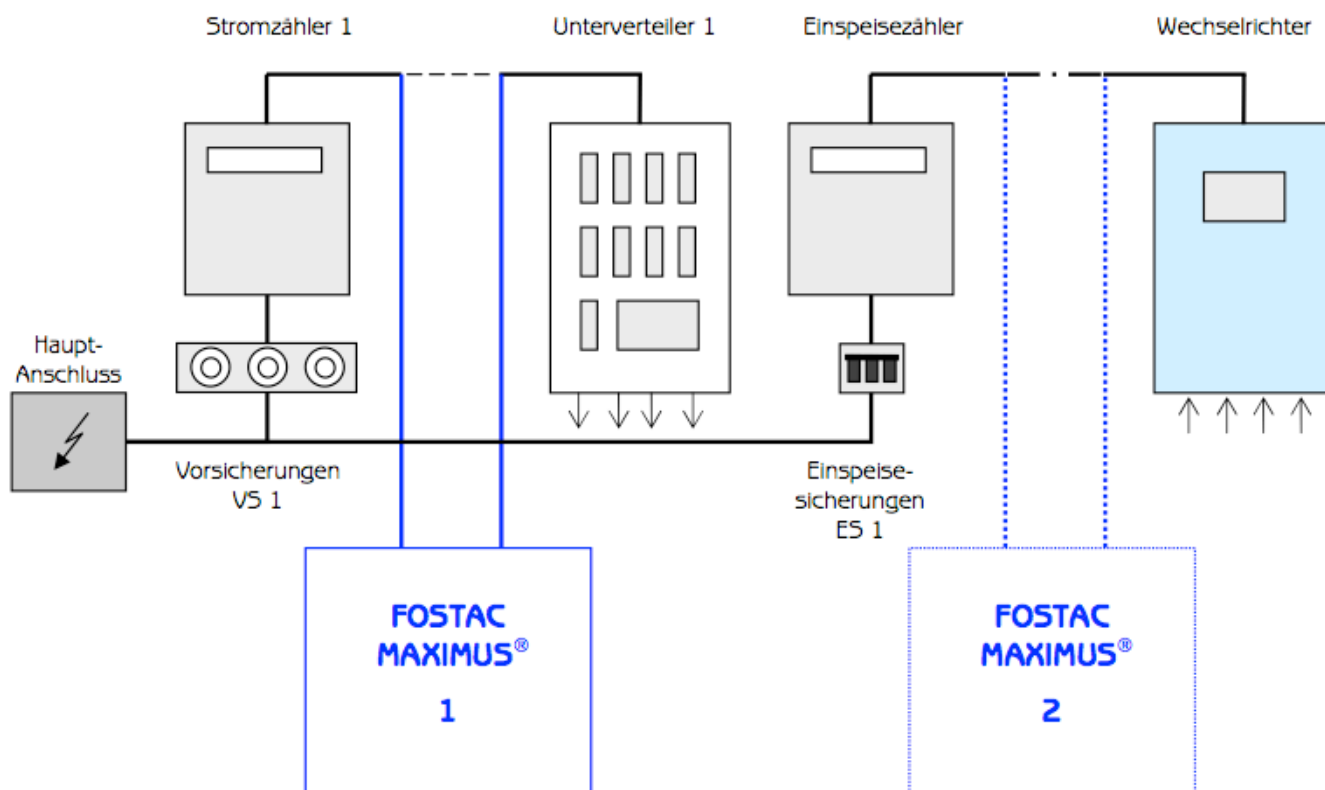 Stromzähler 1
Unterverteiler 1
Einspeisezähler
Wechselrichter
Haupt-
Anschluss
Vorsicherungen
VS 1
Einspeise-
sicherungen
ES 1
FOSTAC
MAXIMUS®
1
FOSTAC
MAXIMUS®
2